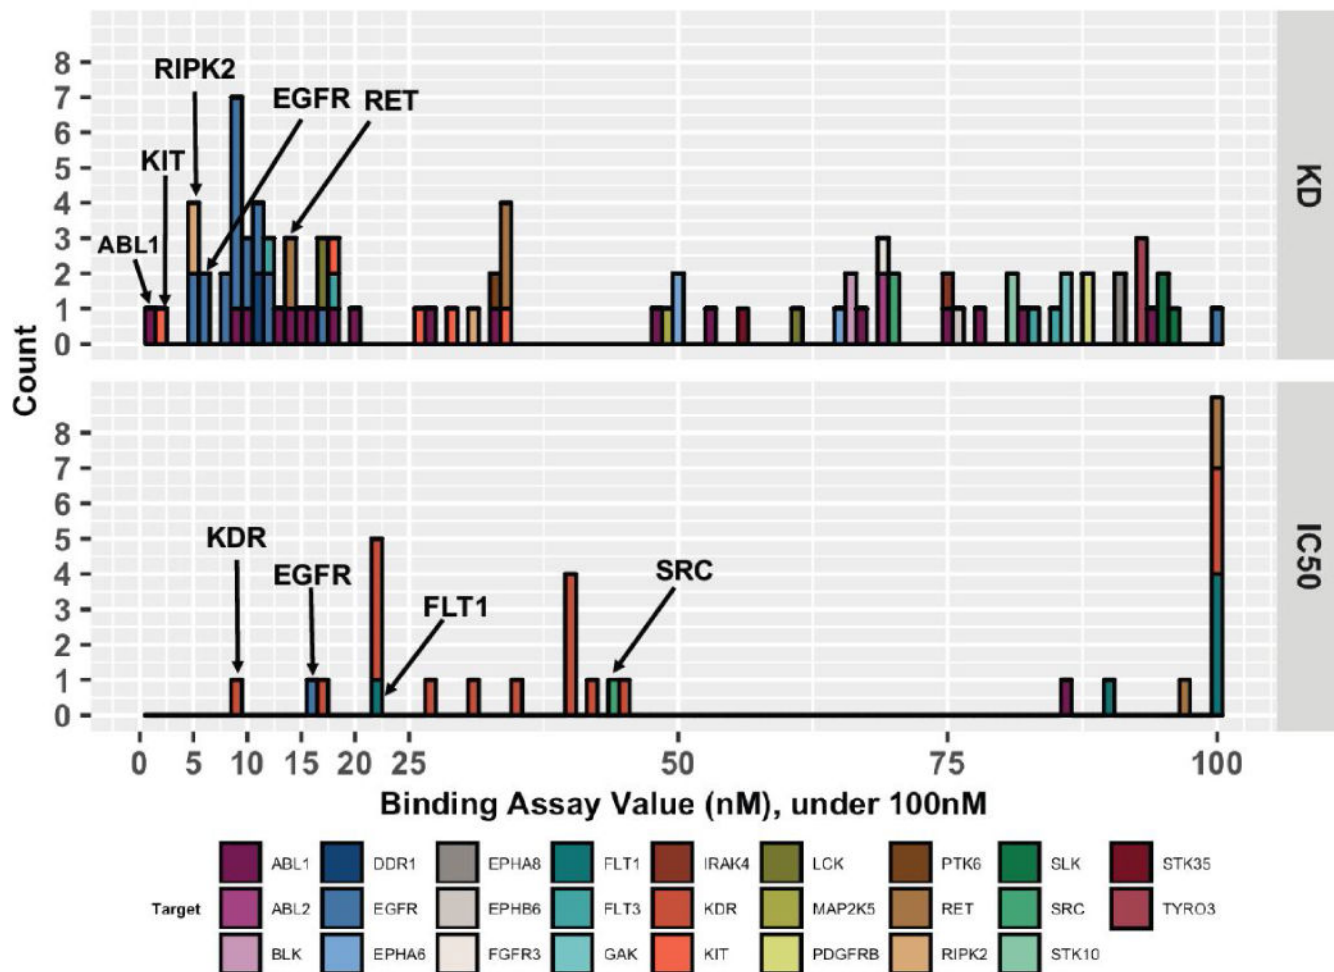 8
7
6
5
4
3
2
1
0
RIPK2
EGFR RET
KIT
ABL1
KD
Count
8
7
6
5
4
3
2
1
0
KDR
EGFR
FLT1
SRC
IC50
0 5 10 15 20 25 50 75 100
Binding Assay Value (nM), under 100nM
Target
ABL1 DDR1 EPHA8 FLT1 IRAK4 LCK PTK6 SLK STK35
ABL2 EGFR EPHB6 FLT3 KDR MAP2K5 RET SRC TYRO3
BLK EPHA6 FGFR3 GAK KIT PDGFRB RIPK2 STK10